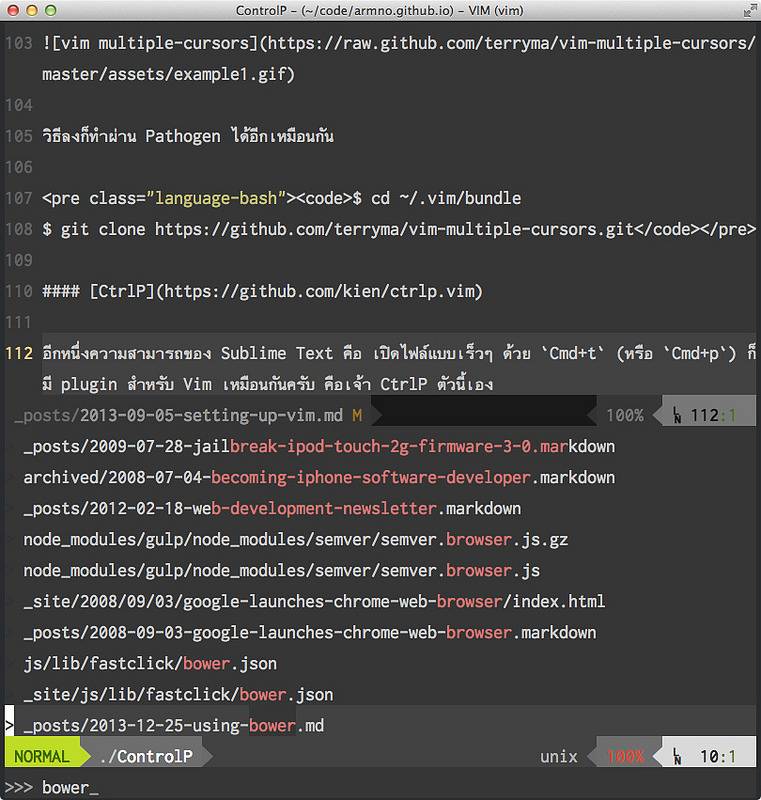 ControlP – (~/code/armno.github.io) – VIM (vim)
103 ![vim multiple-cursors](https://raw.github.com/terryma/vim-multiple-cursors/
master/assets/example1.gif)
104
105 วิธีลงก็ทำผ่าน Pathogen ได้อีกเหมือนกัน
106
107 <pre class="language-bash"><code>$ cd ~/.vim/bundle
108 $ git clone https://github.com/terryma/vim-multiple-cursors.git</code></pre>
109
110 #### [CtrlP](https://github.com/kien/ctrlp.vim)
111
112 อีกหนึ่งความสามารถของ Sublime Text คือ เปิดไฟล์แบบเร็วๆ ด้วย `Cmd+t` (หรือ `Cmd+p`) ก็
มี plugin สำหรับ Vim เหมือนกันครับ คือเจ้า CtrlP ตัวนี้เอง
_posts/2013-09-05-setting-up-vim.md M 100% LN 112:1
_posts/2009-07-28-jailbreak-ipod-touch-2g-firmware-3-0.markdown
archived/2008-07-04-becoming-iphone-software-developer.markdown
_posts/2012-02-18-web-development-newsletter.markdown
node_modules/gulp/node_modules/semver/semver.browser.js.gz
node_modules/gulp/node_modules/semver/semver.browser.js
_site/2008/09/03/google-launches-chrome-web-browser/index.html
_posts/2008-09-03-google-launches-chrome-web-browser.markdown
js/lib/fastclick/bower.json
_site/js/lib/fastclick/bower.json
> _posts/2013-12-25-using-bower.md
NORMAL ./ControlP unix 100% LN 10:1
>>> bower_